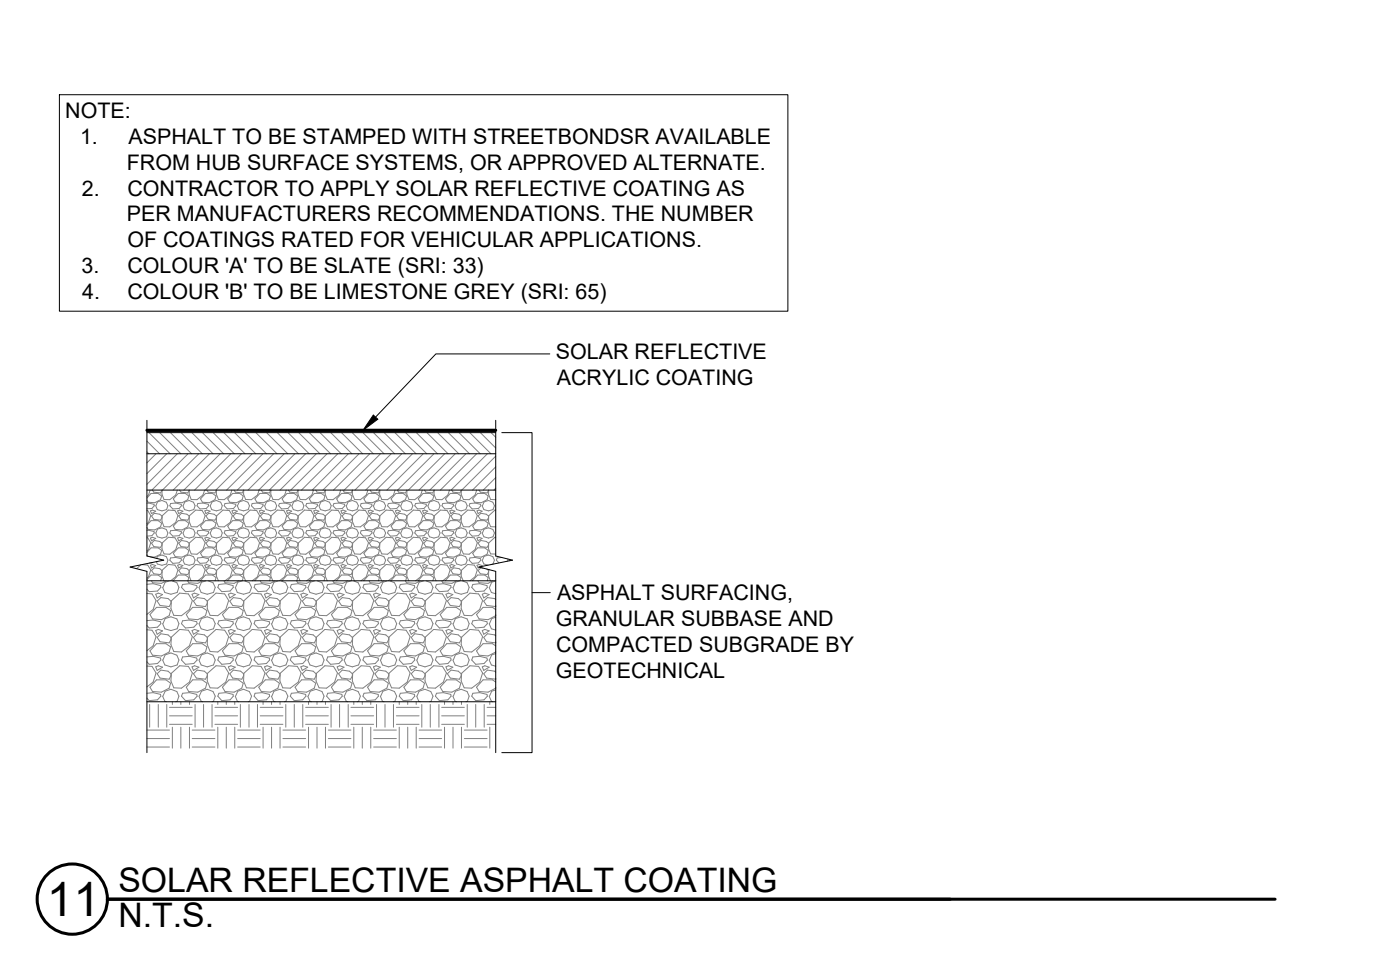 NOTE:
1. ASPHALT TO BE STAMPED WITH STREETBONDSR AVAILABLE
FROM HUB SURFACE SYSTEMS, OR APPROVED ALTERNATE.
2. CONTRACTOR TO APPLY SOLAR REFLECTIVE COATING AS
PER MANUFACTURERS RECOMMENDATIONS. THE NUMBER
OF COATINGS RATED FOR VEHICULAR APPLICATIONS.
3. COLOUR 'A' TO BE SLATE (SRI: 33)
4. COLOUR 'B' TO BE LIMESTONE GREY (SRI: 65)
SOLAR REFLECTIVE
ACRYLIC COATING
ASPHALT SURFACING,
GRANULAR SUBBASE AND
COMPACTED SUBGRADE BY
GEOTECHNICAL
11 SOLAR REFLECTIVE ASPHALT COATING
N.T.S.